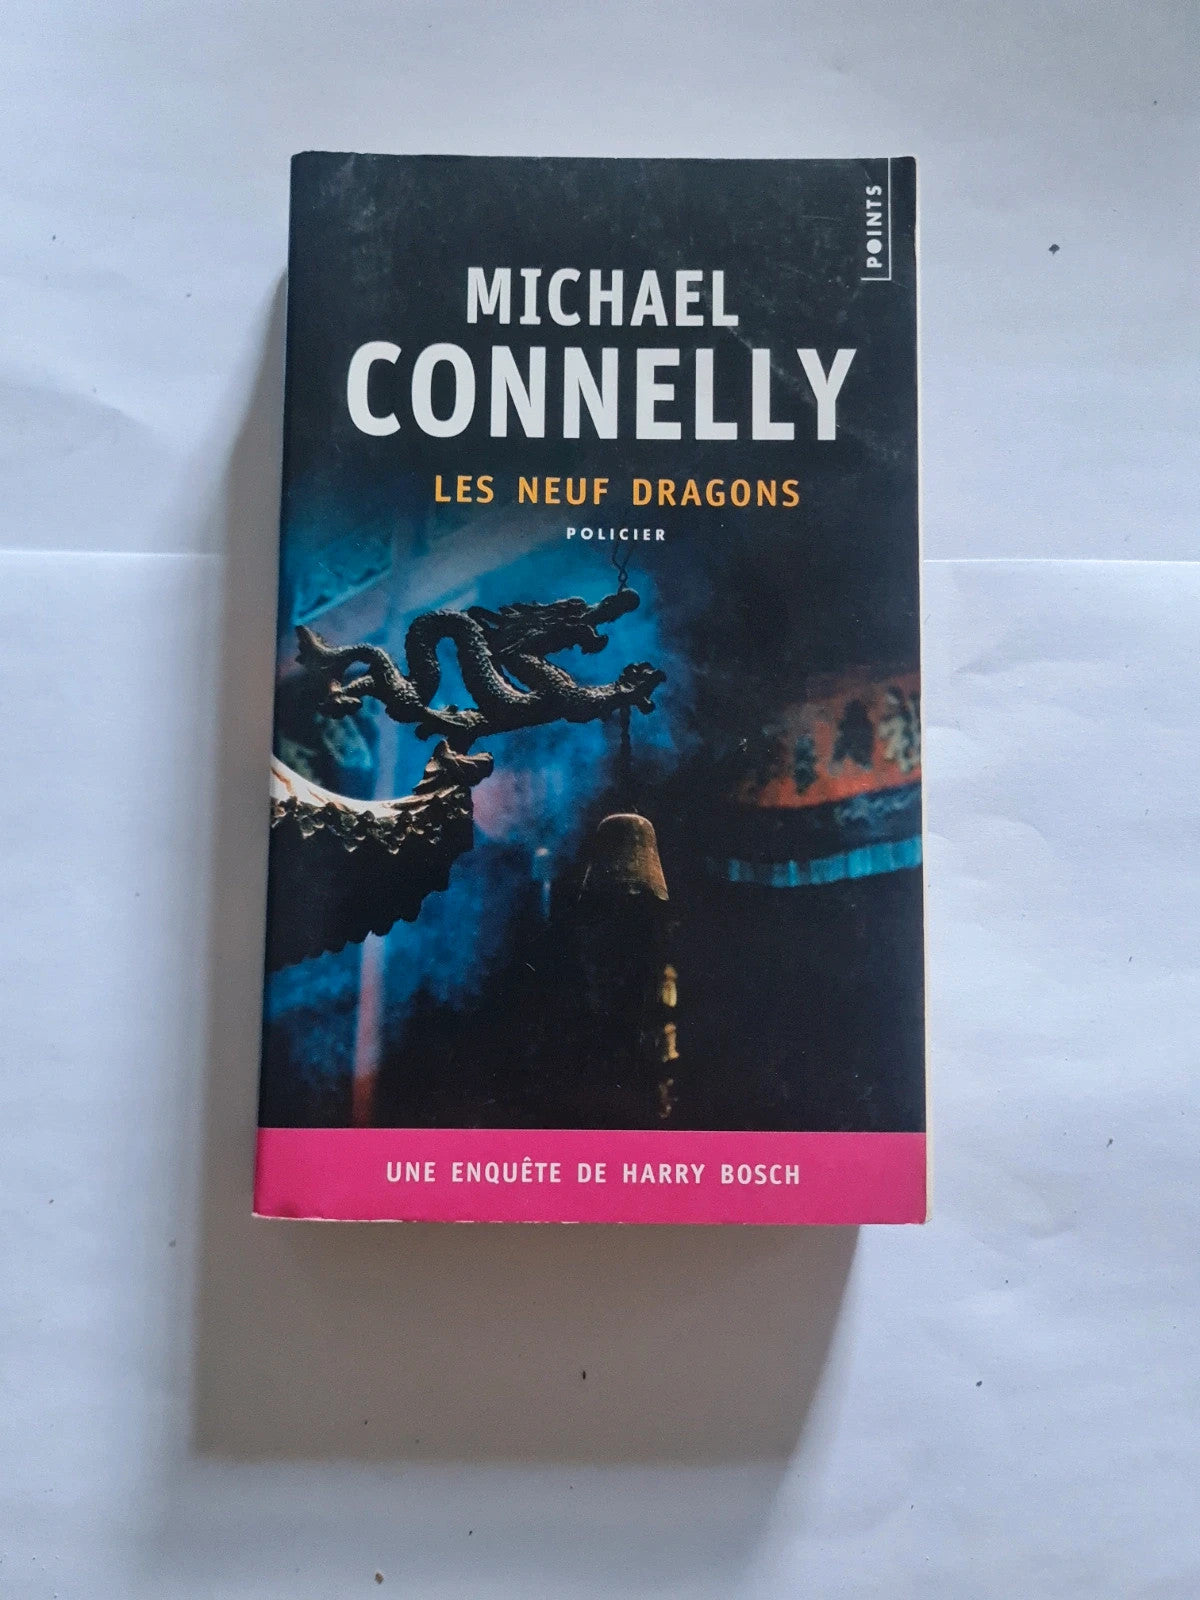 POINTS
MICHAEL
CONNELLY
LES NEUF DRAGONS
POLICIER
UNE ENQUÊTE DE HARRY BOSCH